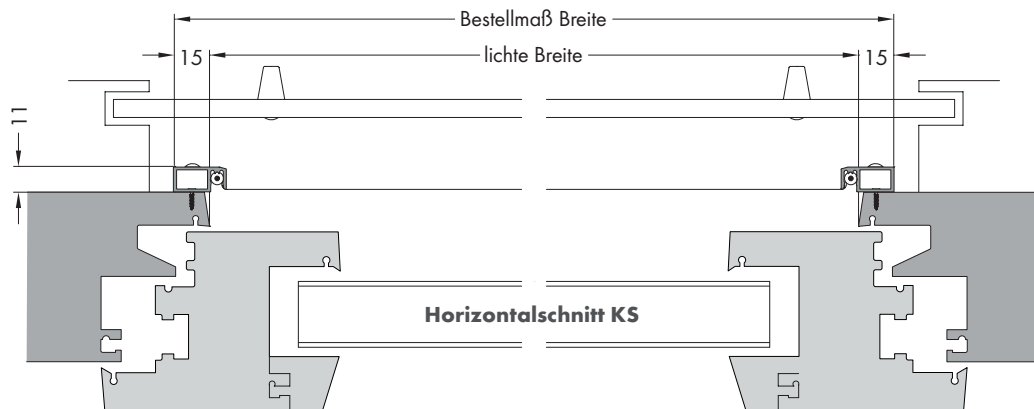 Bestellmaß Breite
15
lichte Breite
15
11
Horizontalschnitt KS